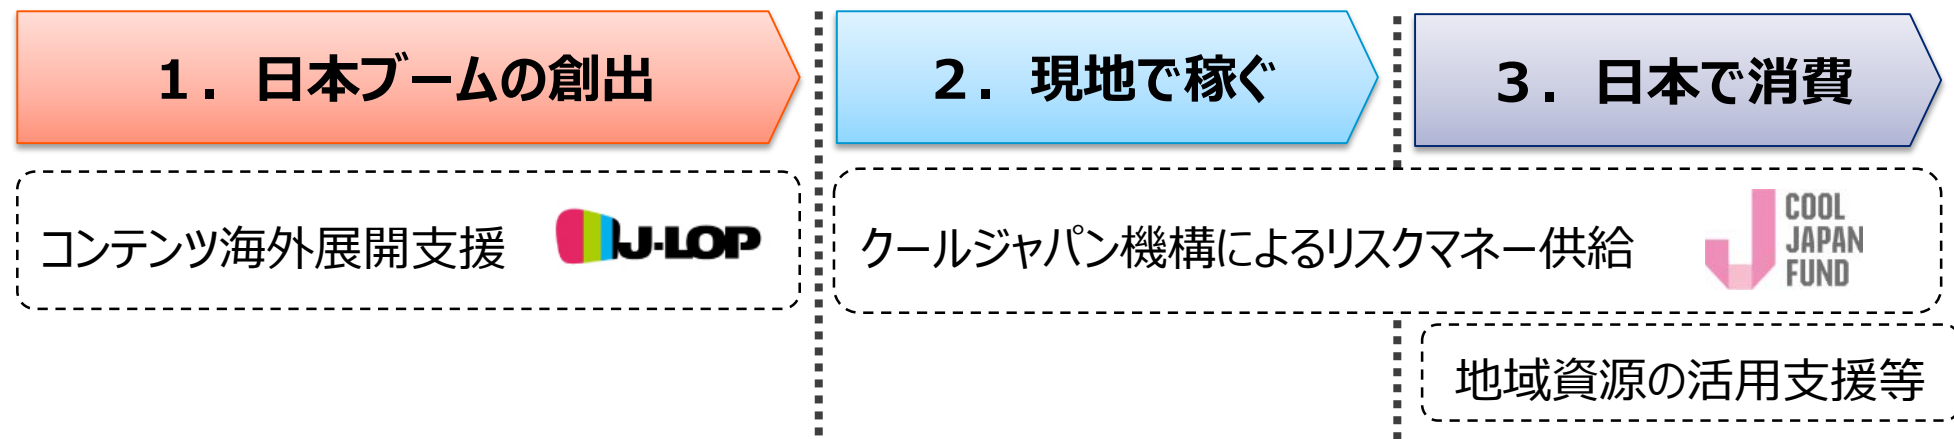 １．日本ブームの創出
２．現地で稼ぐ
３．日本で消費
コンテンツ海外展開支援
J-LOP
クールジャパン機構によるリスクマネー供給
COOL
JAPAN
FUND
地域資源の活用支援等